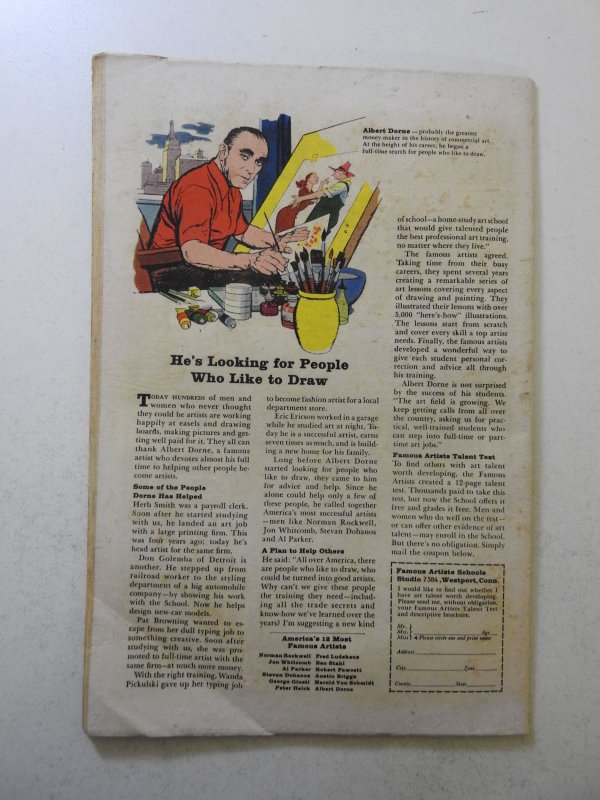 Albert Dorne—probably the greatest
money-maker in the history of commercial art.
At the height of his career, he began a
full-time search for people who like to draw.
He's Looking for People
Who Like to Draw
TODAY HUNDREDS of men and
women who never thought
they could be artists are working
happily at easels and drawing
boards, making pictures and get-
ting well paid for it. They all can
thank Albert Dorne, a famous
artist who devotes almost his full
time to helping other people be-
come artists.
Some of the People
Dorne Has Helped
Herb Smith was a payroll clerk.
Soon after he started studying
with us, he landed an art job
with a large printing firm. This
was four years ago; today he's
head artist for the same firm.
Don Golemba of Detroit is
another. He stepped up from
railroad worker to the styling
department of a big automobile
company—by showing his work
with the School. Now he helps
design new-car models.
Pat Browning wanted to es-
cape from her dull typing job to
something creative. Soon after
studying with us, she was pro-
moted to full-time artist with the
same firm—at much more money.
With the right training, Wanda
Pickulski gave up her typing job
to become fashion artist for a local
department store.
Eric Ericson worked in a garage
while he studied art at night. To-
day he is a successful artist, earns
seven times as much, and is build-
ing a new home for his family.
Long before Albert Dorne
started looking for people who
like to draw, they came to him
for advice and help. Since he
alone could help only a few of
these people, he called together
America's most successful artists
—men like Norman Rockwell,
Jon Whitcomb, Stevan Dohanos
and Al Parker.
A Plan to Help Others
He said: "All over America, there
are people who like to draw, who
could be turned into good artists.
Why can't we give these people
the training they need—includ-
ing all the trade secrets and
know-how we've learned over the
years? I'm suggesting a new kind
America's 12 Most
Famous Artists
Norman Rockwell Fred Ludekens
Jon Whitcomb Ben Stahl
Al Parker Robert Fawcett
Stevan Dohanos Austin Briggs
George Giusti Harold Von Schmidt
Peter Helck Albert Dorne
of school—a home-study art school
that would give talented people
the best professional art training,
no matter where they live."
The famous artists agreed.
Taking time from their busy
careers, they spent several years
creating a remarkable series of
art lessons covering every aspect
of drawing and painting. They
illustrated their lessons with over
5,000 "here's-how" illustrations.
The lessons start from scratch
and cover every skill a top artist
needs. Finally, the famous artists
developed a wonderful way to
give each student personal cor-
rection and advice all through
his training.
Albert Dorne is not surprised
by the success of his students.
"The art field is growing. We
keep getting calls from all over
the country, asking us for prac-
tical, well-trained students who
can step into full-time or part-
time art jobs."
Famous Artists Talent Test
To find others with art talent
worth developing, the Famous
Artists created a 12-page talent
test. Thousands paid to take this
test, but now the School offers it
free and grades it free. Men and
women who do well on the test—
or can offer other evidence of art
talent—may enroll in the School.
But there's no obligation. Simply
mail the coupon below.
Famous Artists Schools
Studio 7584, Westport, Conn.
I would like to find out whether I
have art talent worth developing.
Please send me, without obligation,
your Famous Artists Talent Test
and descriptive brochure.
Mr.
Mrs. Age
Miss Please circle one and print name
Address
City Zone
County State